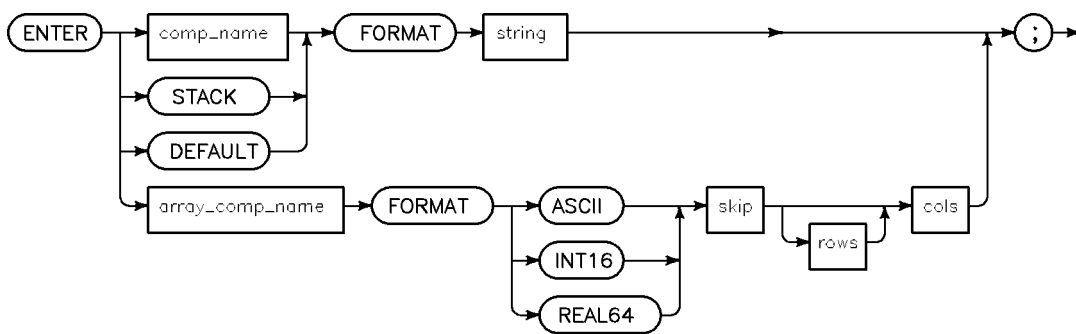 ENTER comp_name FORMAT string ;
STACK
DEFAULT
array_comp_name FORMAT ASCII skip cols
rows
INT16
REAL64